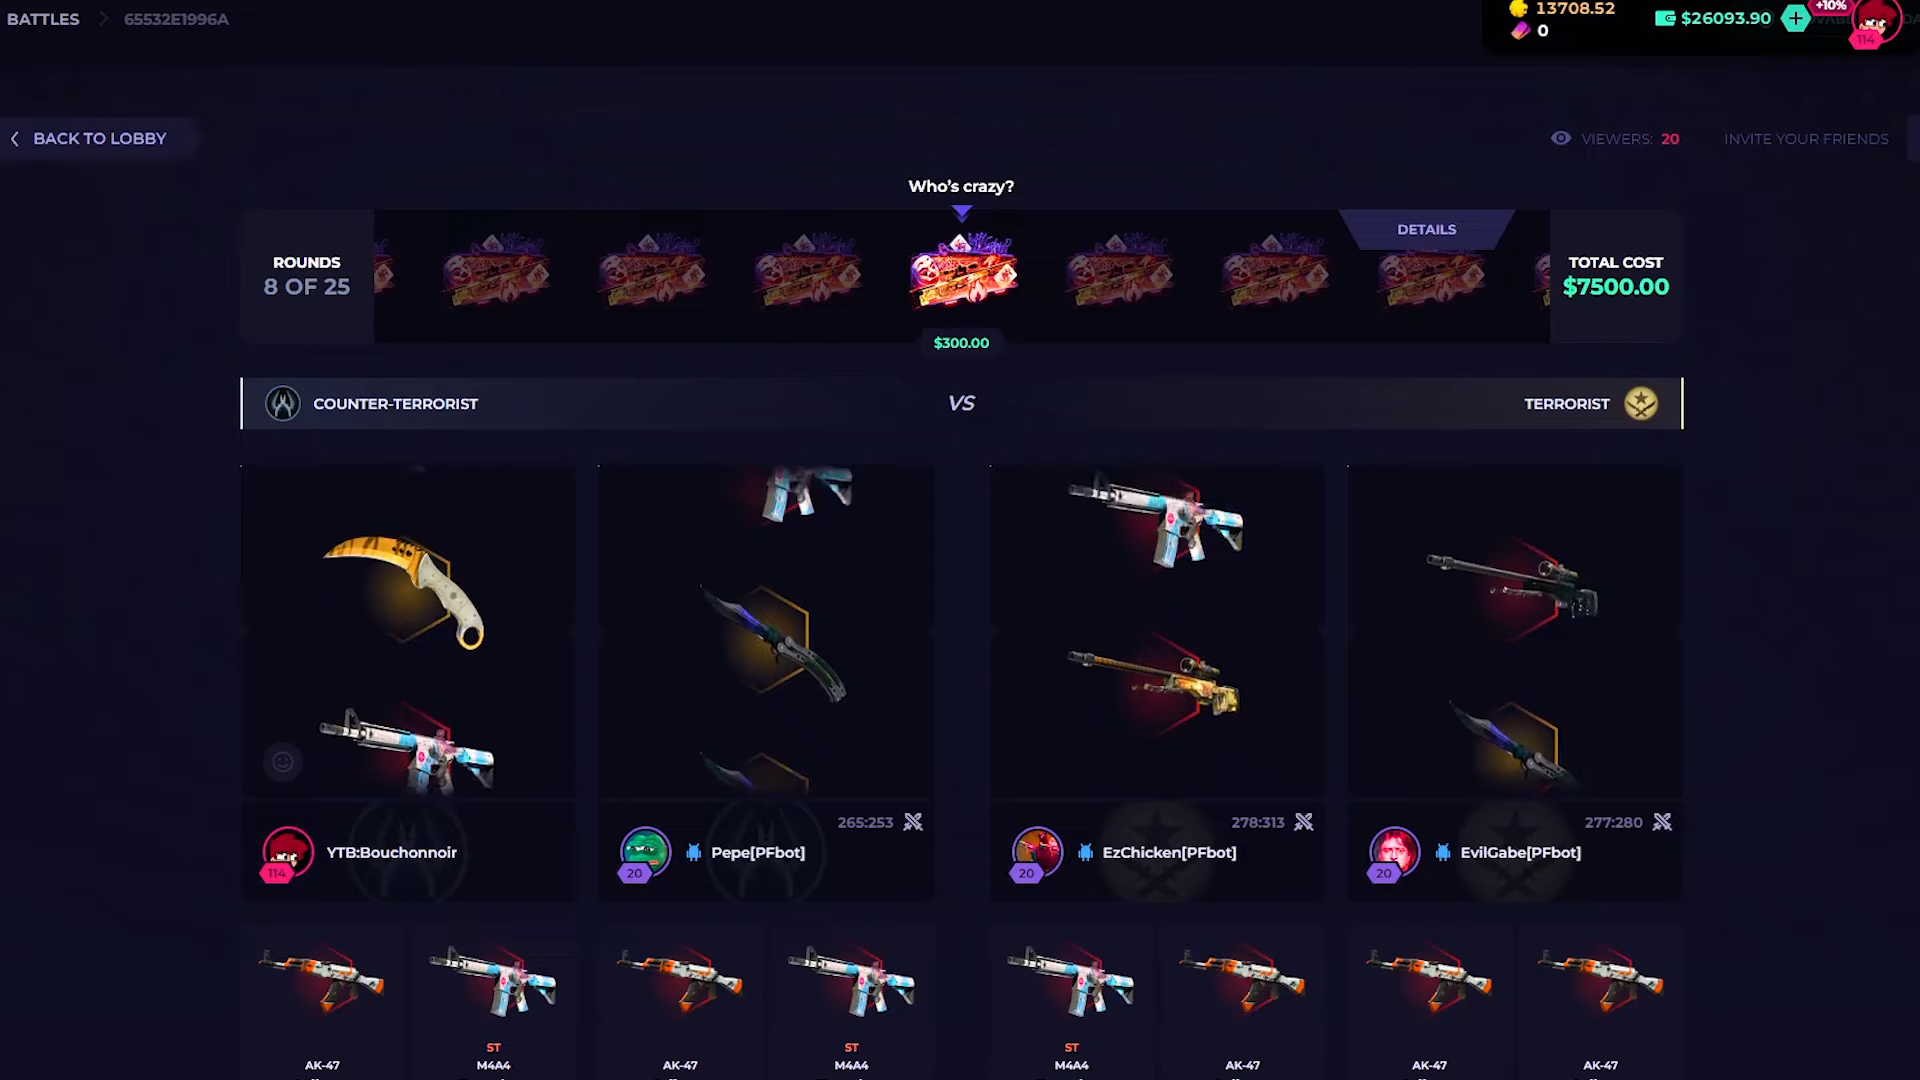 BATTLES 65532E1996A
13708.52
0
$26093.90
+10%
114
BACK TO LOBBY
VIEWERS: 20
INVITE YOUR FRIENDS
Who's crazy?
ROUNDS
8 OF 25
DETAILS
TOTAL COST
$7500.00
$300.00
COUNTER-TERRORIST
VS
TERRORIST
YTB:Bouchonnoir
114
265:253
Pepe[PFbot]
20
278:313
EzChicken[PFbot]
20
277:280
EvilGabe[PFbot]
20
AK-47
ST
M4A4
AK-47
ST
M4A4
ST
M4A4
AK-47
AK-47
AK-47